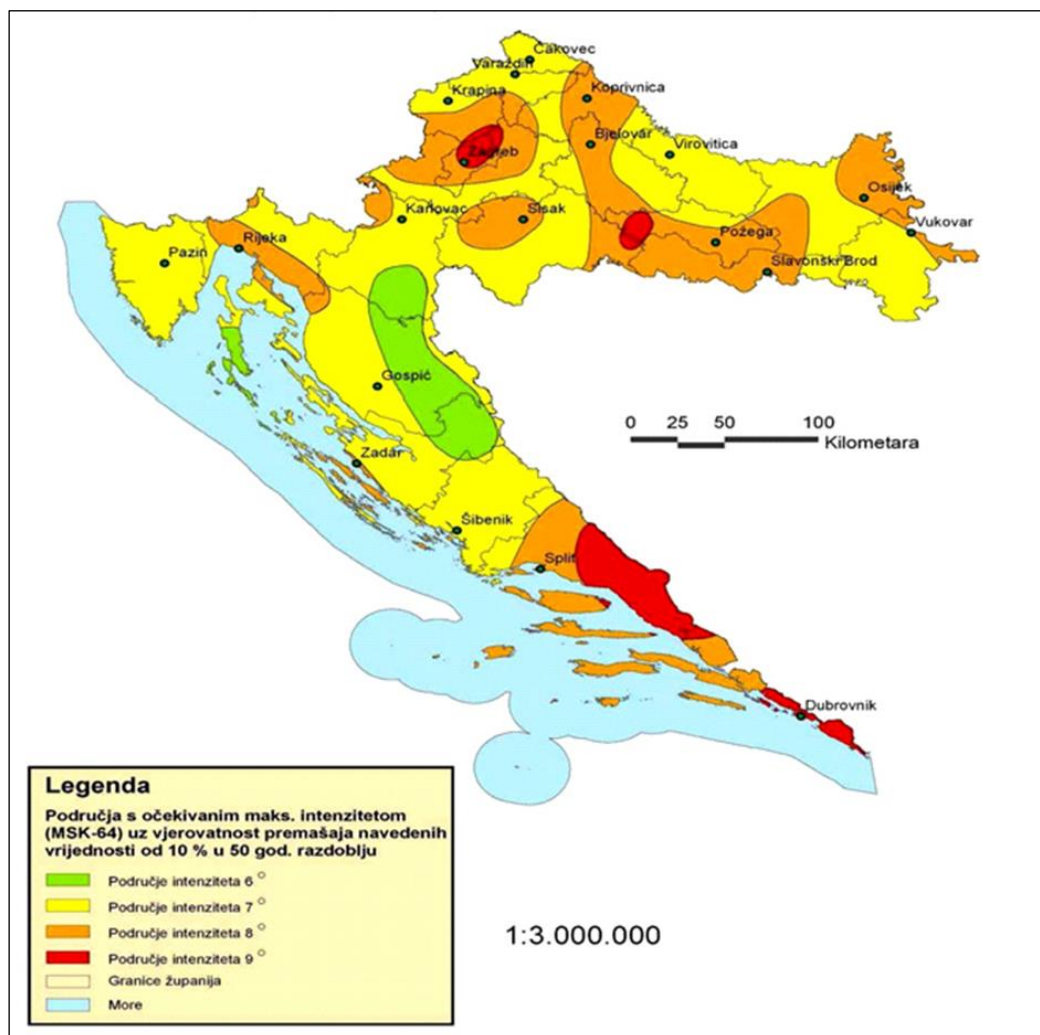 Čakovec
Varaždin
Krapina
Koprivnica
Bjelovar
Zagreb
Virovitica
Osijek
Karlovac
Sisak
Vukovar
Rijeka
Požega
Pazin
Slavonski Brod
Gospić
0 25 50 100
Kilometara
Zadar
Šibenik
Split
Dubrovnik
Legenda
Područja s očekivanim maks. intenzitetom
(MSK-64) uz vjerovatnost premašaja navedenih
vrijednosti od 10 % u 50 god. razdoblju
Područje intenziteta 6 °
Područje intenziteta 7 °
Područje intenziteta 8 °
Područje intenziteta 9 °
Granice županija
More
1:3.000.000